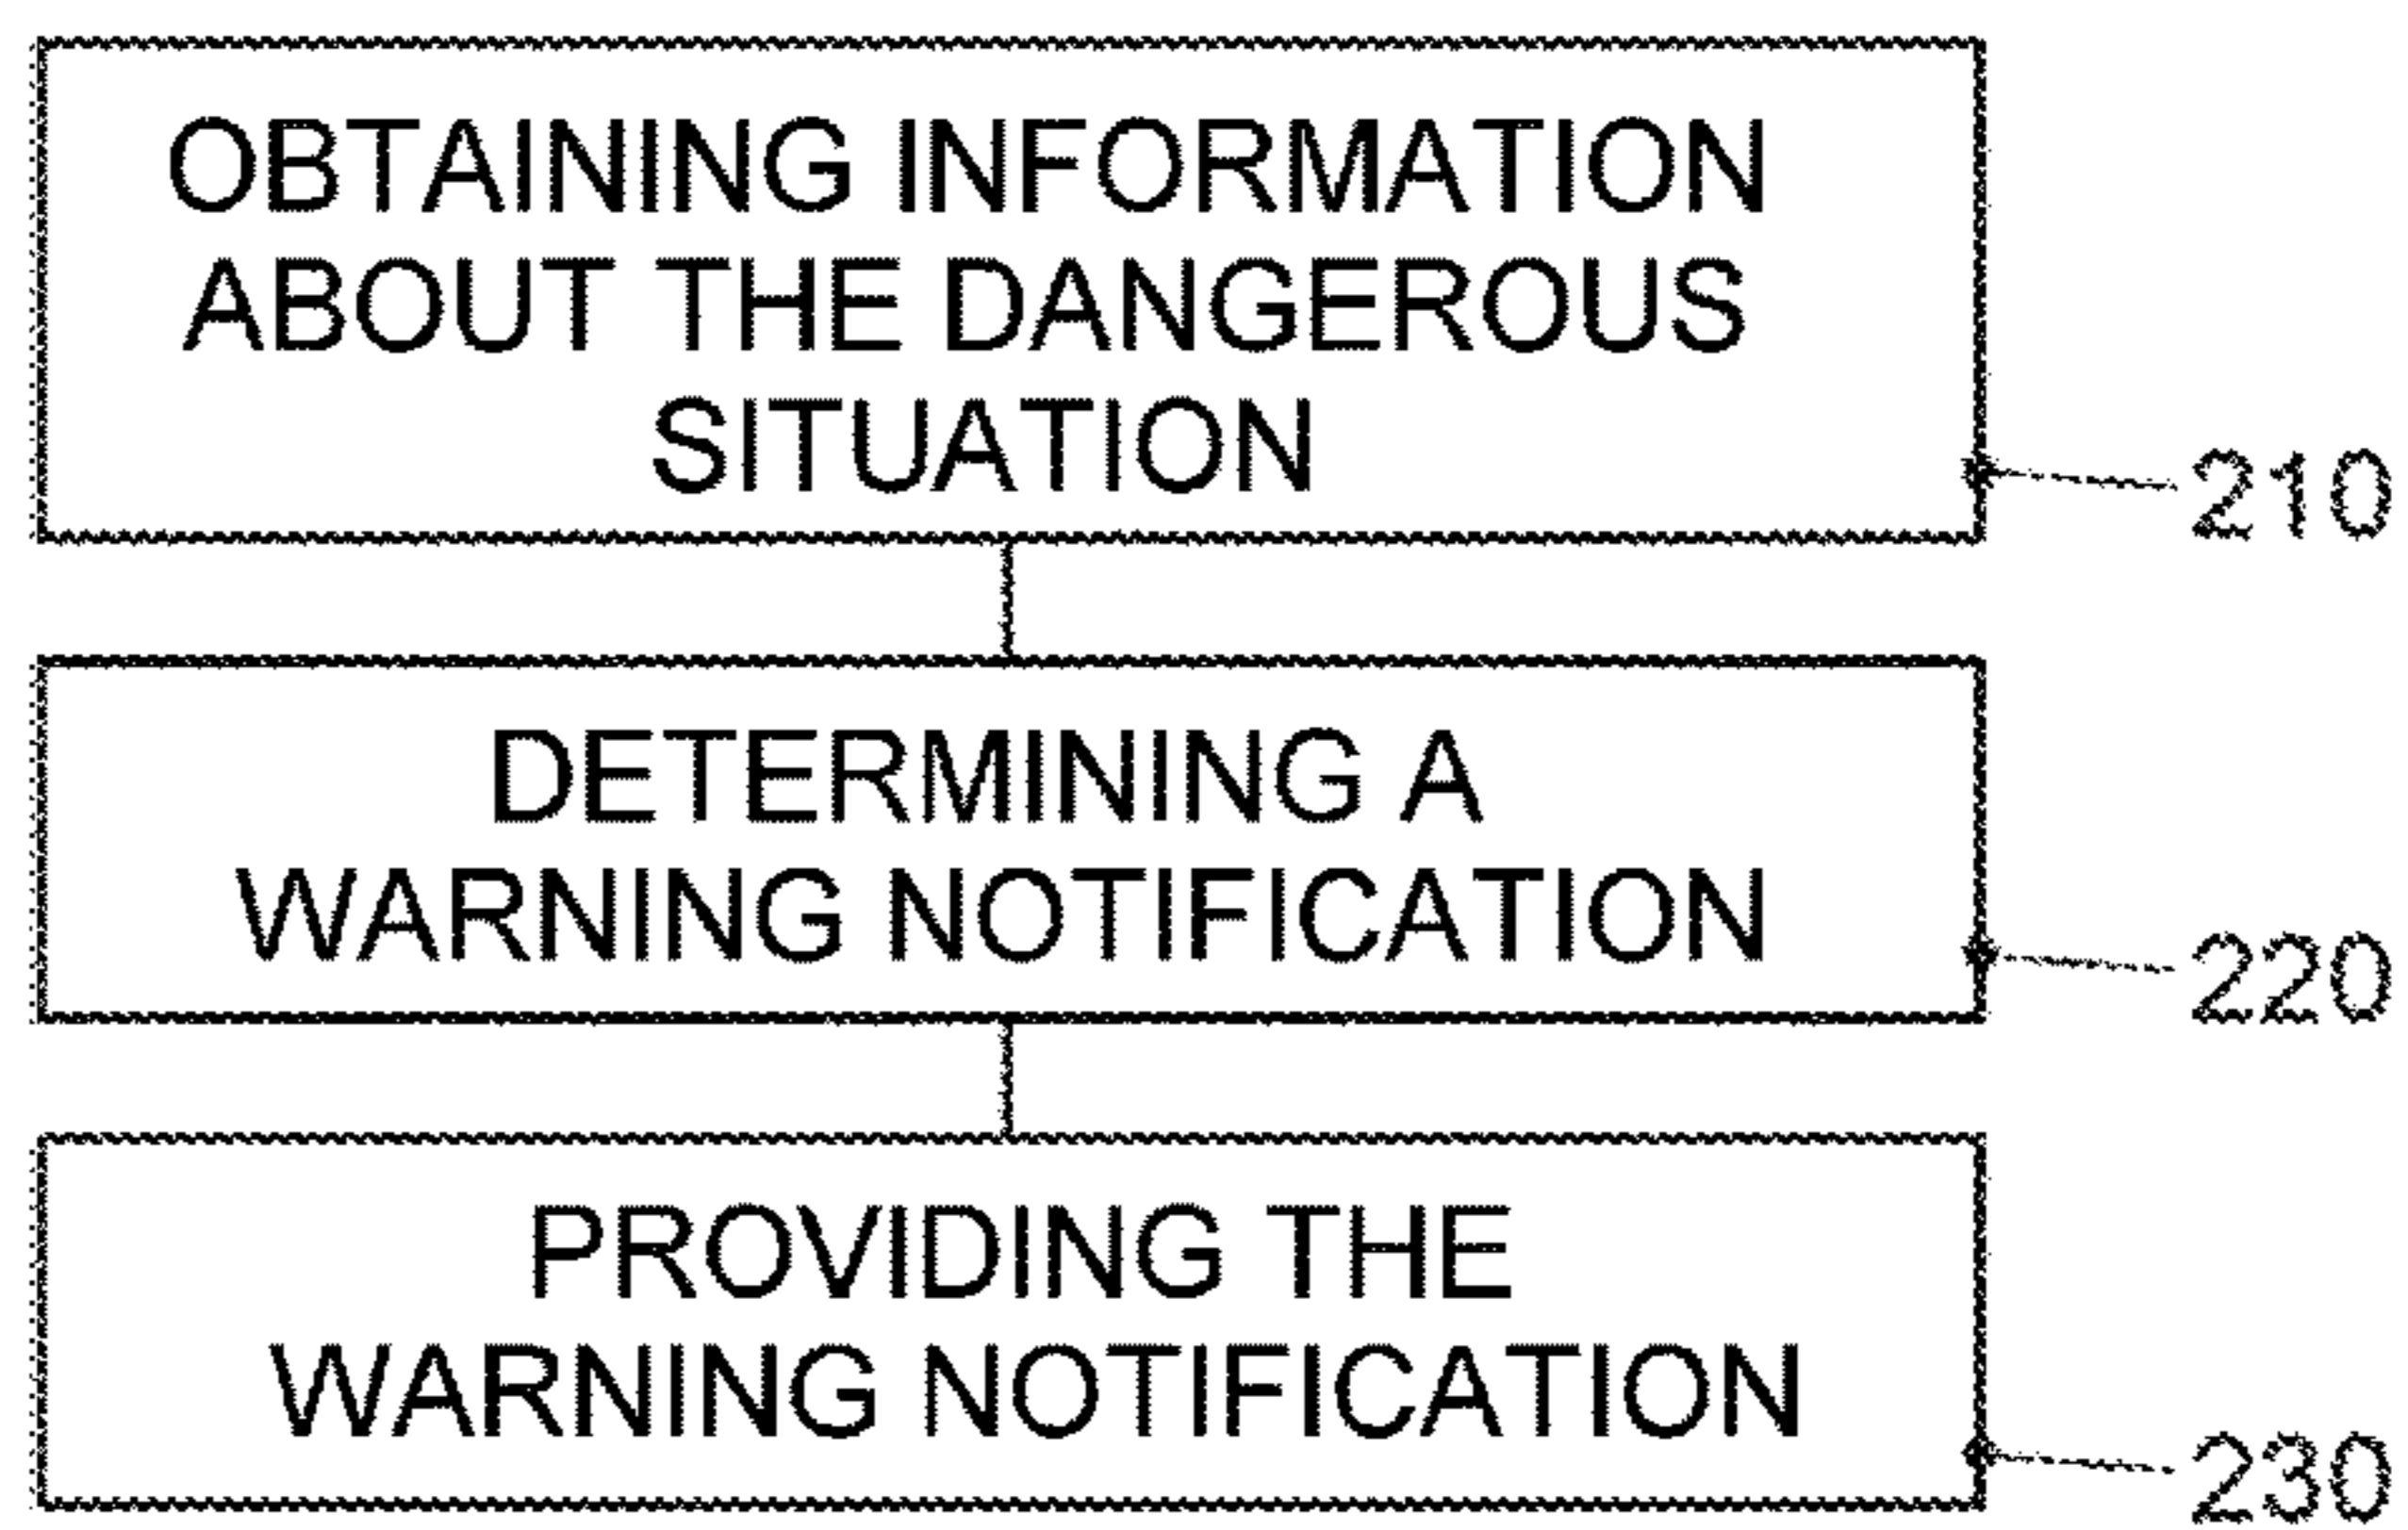 OBTAINING INFORMATION
ABOUT THE DANGEROUS
SITUATION
210
DETERMINING A
WARNING NOTIFICATION
220
PROVIDING THE
WARNING NOTIFICATION
230